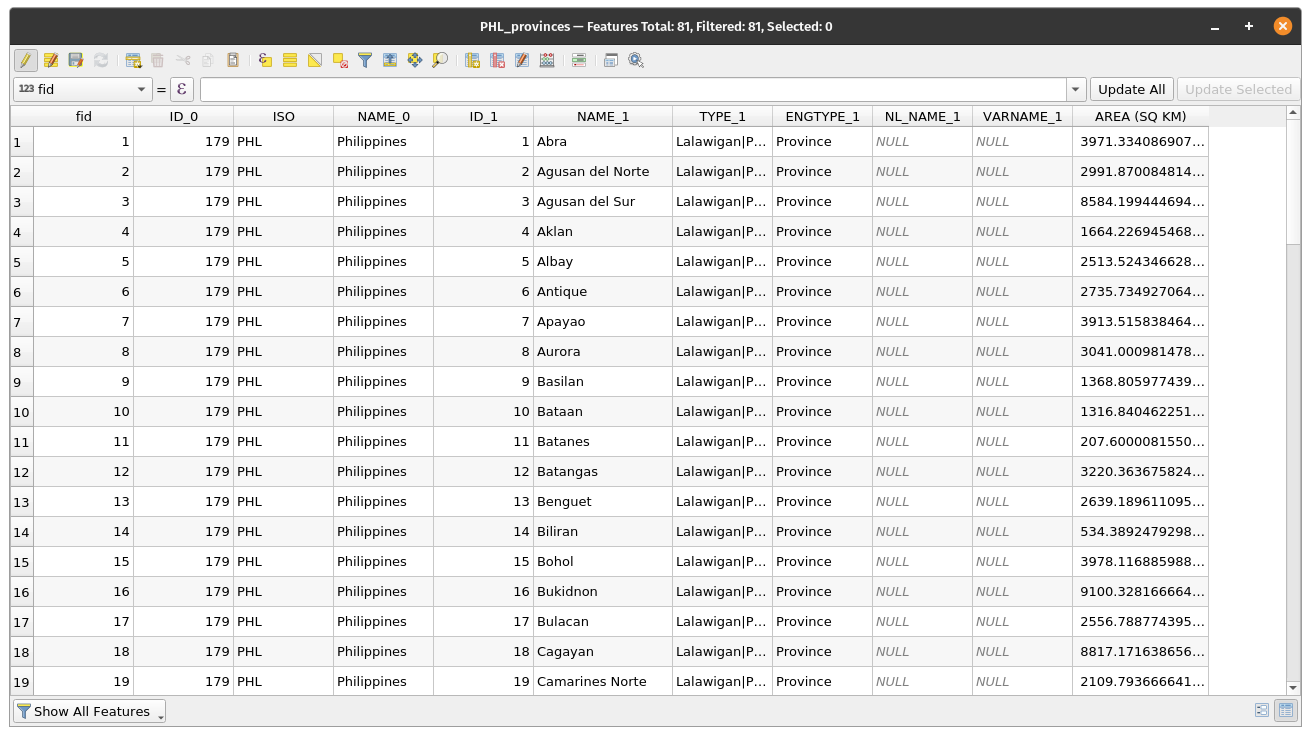 PHL_provinces — Features Total: 81, Filtered: 81, Selected: 0
123 fid = ε Update All Update Selected
fid ID_0 ISO NAME_0 ID_1 NAME_1 TYPE_1 ENGTYPE_1 NL_NAME_1 VARNAME_1 AREA (SQ KM)
1 1 179 PHL Philippines 1 Abra Lalawigan|P... Province NULL NULL 3971.334086907...
2 2 179 PHL Philippines 2 Agusan del Norte Lalawigan|P... Province NULL NULL 2991.870084814...
3 3 179 PHL Philippines 3 Agusan del Sur Lalawigan|P... Province NULL NULL 8584.199444694...
4 4 179 PHL Philippines 4 Aklan Lalawigan|P... Province NULL NULL 1664.226945468...
5 5 179 PHL Philippines 5 Albay Lalawigan|P... Province NULL NULL 2513.524346628...
6 6 179 PHL Philippines 6 Antique Lalawigan|P... Province NULL NULL 2735.734927064...
7 7 179 PHL Philippines 7 Apayao Lalawigan|P... Province NULL NULL 3913.515838464...
8 8 179 PHL Philippines 8 Aurora Lalawigan|P... Province NULL NULL 3041.000981478...
9 9 179 PHL Philippines 9 Basilan Lalawigan|P... Province NULL NULL 1368.805977439...
10 10 179 PHL Philippines 10 Bataan Lalawigan|P... Province NULL NULL 1316.840462251...
11 11 179 PHL Philippines 11 Batanes Lalawigan|P... Province NULL NULL 207.6000081550...
12 12 179 PHL Philippines 12 Batangas Lalawigan|P... Province NULL NULL 3220.363675824...
13 13 179 PHL Philippines 13 Benguet Lalawigan|P... Province NULL NULL 2639.189611095...
14 14 179 PHL Philippines 14 Biliran Lalawigan|P... Province NULL NULL 534.3892479298...
15 15 179 PHL Philippines 15 Bohol Lalawigan|P... Province NULL NULL 3978.116885988...
16 16 179 PHL Philippines 16 Bukidnon Lalawigan|P... Province NULL NULL 9100.328166664...
17 17 179 PHL Philippines 17 Bulacan Lalawigan|P... Province NULL NULL 2556.788774395...
18 18 179 PHL Philippines 18 Cagayan Lalawigan|P... Province NULL NULL 8817.171638656...
19 19 179 PHL Philippines 19 Camarines Norte Lalawigan|P... Province NULL NULL 2109.793666641...
Show All Features